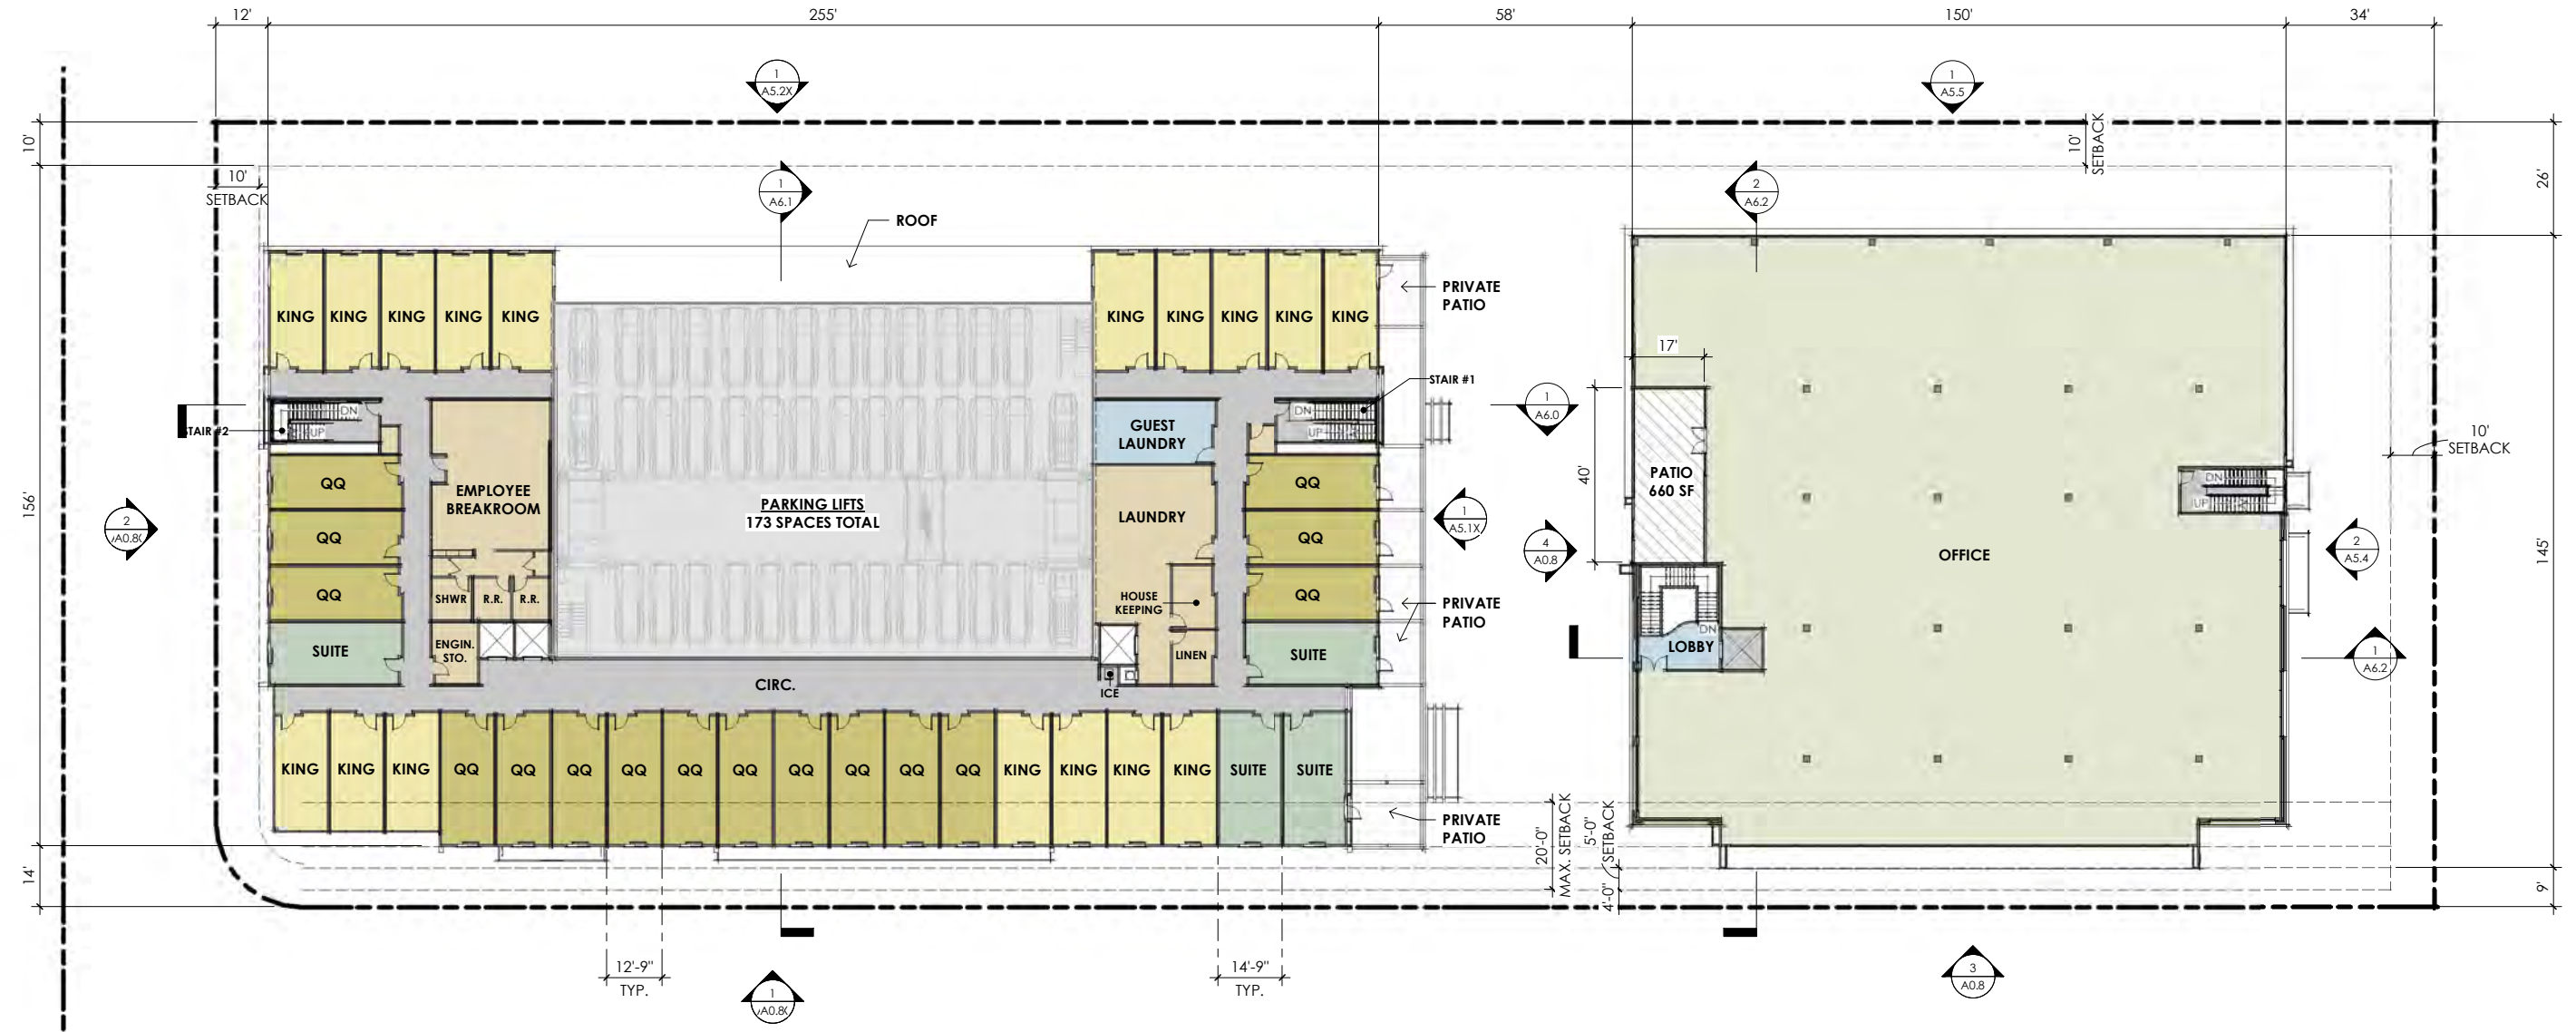 12'
255'
58'
150'
34'
1
A5.2X
1
A5.5
10'
10'
SETBACK
10'
SETBACK
26'
1
A6.1
2
A6.2
ROOF
KING
KING
KING
KING
KING
KING
KING
KING
KING
KING
PRIVATE
PATIO
17'
STAIR #1
DN
UP
STAIR #2
DN
UP
1
A6.0
GUEST
LAUNDRY
10'
SETBACK
156'
40'
PATIO
660 SF
QQ
QQ
QQ
SUITE
EMPLOYEE
BREAKROOM
PARKING LIFTS
173 SPACES TOTAL
LAUNDRY
QQ
QQ
QQ
SUITE
2
1
A5.1X
4
A0.8
DN
UP
OFFICE
2
A5.4
145'
SHWR
R.R.
R.R.
HOUSE
KEEPING
PRIVATE
PATIO
ENGIN.
STO.
LINEN
DN
LOBBY
1
A6.2
CIRC.
ICE
KING
KING
KING
QQ
QQ
QQ
QQ
QQ
QQ
QQ
QQ
QQ
QQ
KING
KING
KING
KING
SUITE
SUITE
PRIVATE
PATIO
20'-0"
MAX. SETBACK
5'-0"
SETBACK
4'-0"
14'
9'
12'-9"
TYP.
14'-9"
TYP.
1
3
A0.8